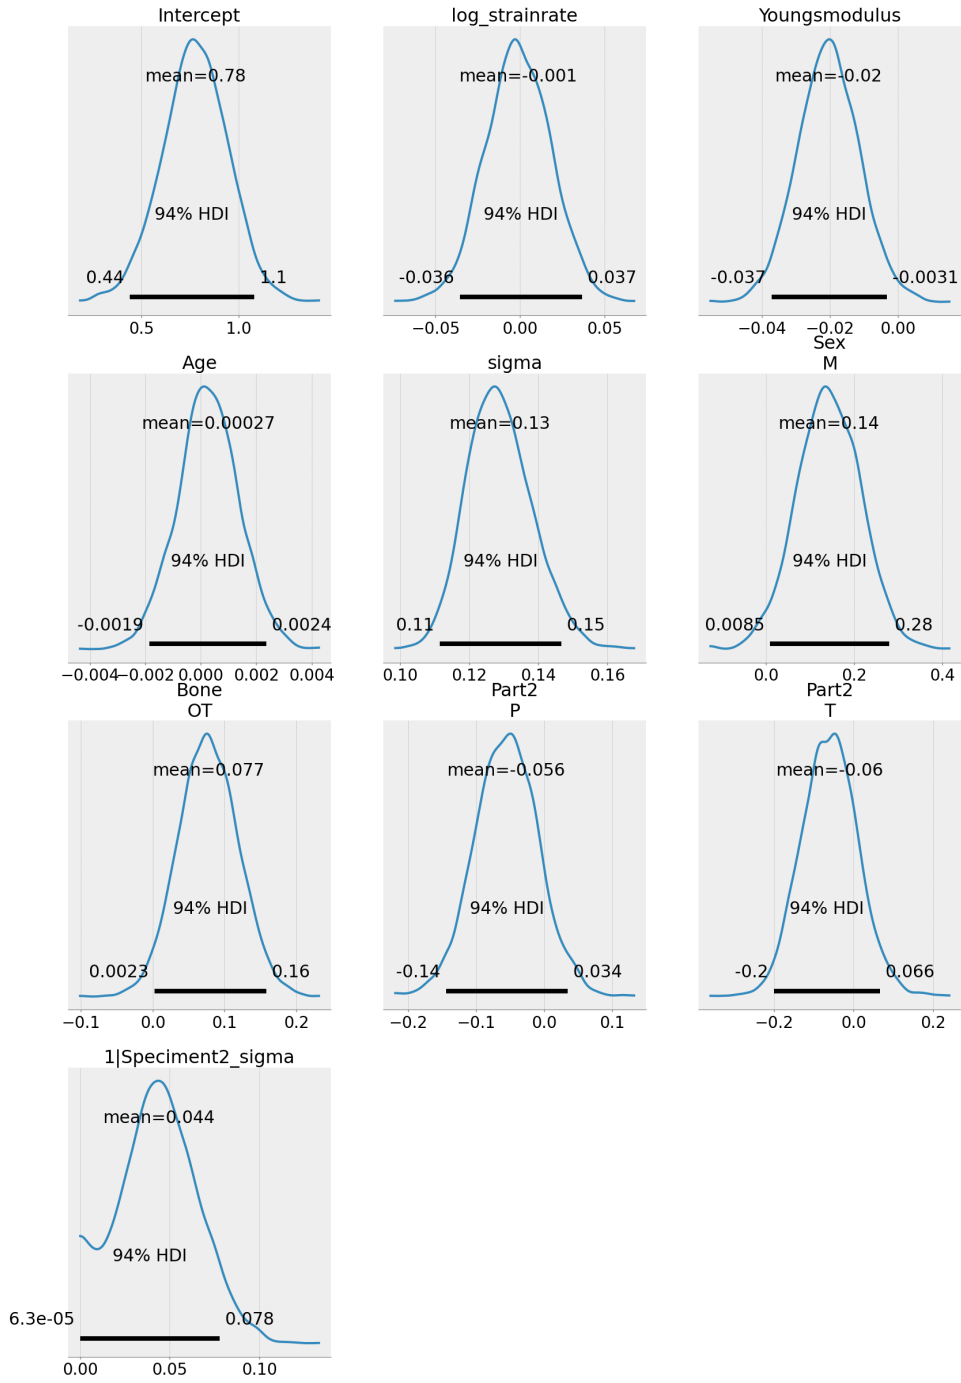 Intercept
mean=0.78
94% HDI
0.44
1.1
0.5 1.0
log_strainrate
mean=-0.001
94% HDI
-0.036
0.037
−0.05 0.00 0.05
Youngsmodulus
mean=-0.02
94% HDI
-0.037
-0.0031
−0.04 −0.02 0.00
Age
mean=0.00027
94% HDI
-0.0019
0.0024
−0.004 −0.002 0.000 0.002 0.004
sigma
mean=0.13
94% HDI
0.11
0.15
0.10 0.12 0.14 0.16
Sex
M
mean=0.14
94% HDI
0.0085
0.28
0.0 0.2 0.4
Bone
OT
mean=0.077
94% HDI
0.0023
0.16
−0.1 0.0 0.1 0.2
Part2
P
mean=-0.056
94% HDI
-0.14
0.034
−0.2 −0.1 0.0 0.1
Part2
T
mean=-0.06
94% HDI
-0.2
0.066
−0.2 0.0 0.2
1|Speciment2_sigma
mean=0.044
94% HDI
6.3e-05
0.078
0.00 0.05 0.10